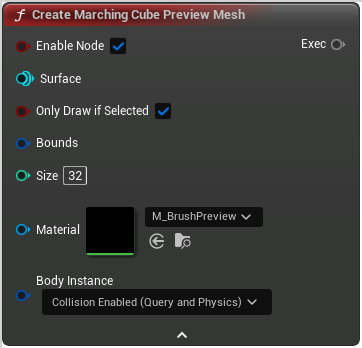 f Create Marching Cube Preview Mesh
Enable Node
Exec
Surface
Only Draw if Selected
Bounds
Size 32
Material
M_BrushPreview
Body Instance
Collision Enabled (Query and Physics)